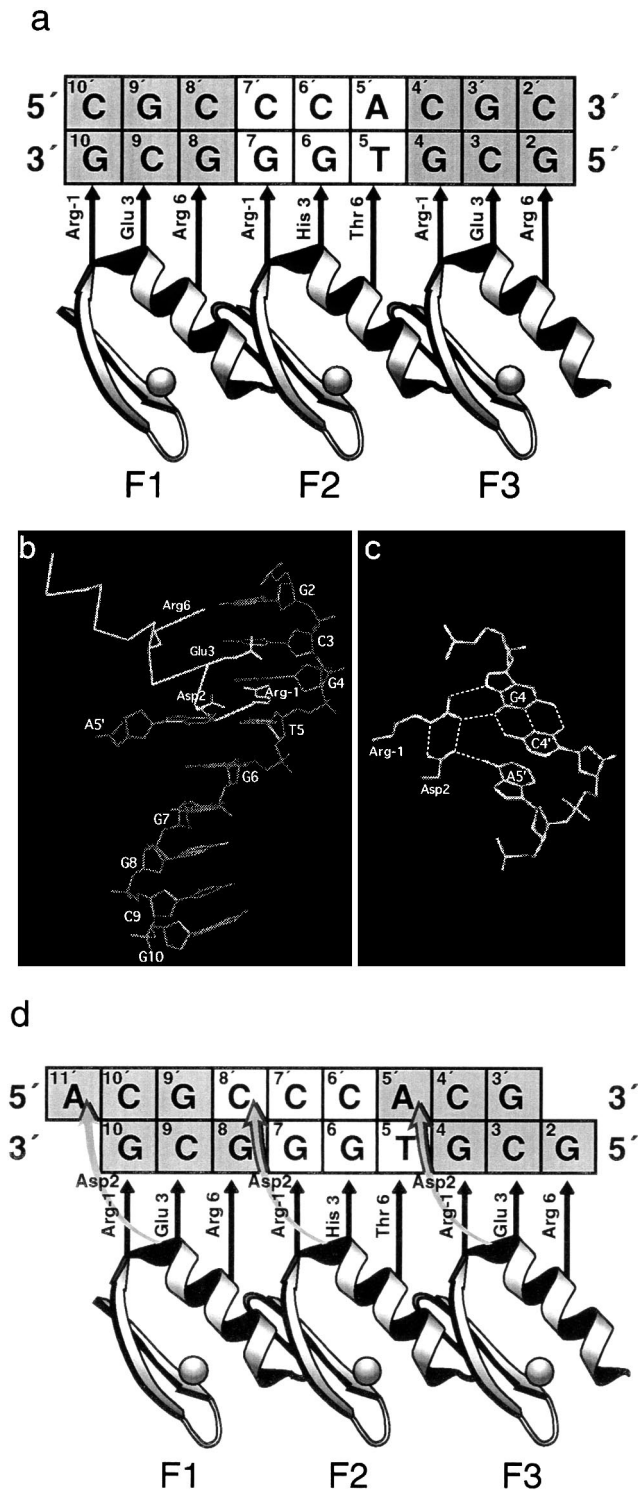 a
10´ 9´ 8´ 7´ 6´ 5´ 4´ 3´ 2´
5´ C G C C C A C G C 3´
10 9 8 7 6 5 4 3 2
3´ G C G G G T G C G 5´
Arg-1 Glu 3 Arg 6 Arg-1 His 3 Thr 6 Arg-1 Glu 3 Arg 6
F1 F2 F3
b
Arg6
G2
Glu3
C3
Asp2
Arg-1
G4
A5'
T5
G6
G7
G8
C9
G10
c
G4
C4'
Arg-1
A5'
Asp2
d
11´ 10´ 9´ 8´ 7´ 6´ 5´ 4´ 3´
5´ A C G C C C A C G 3´
10 9 8 7 6 5 4 3 2
3´ G C G G G T G C G 5´
Asp2 Asp2 Asp2
Arg-1 Glu 3 Arg 6 Arg-1 His 3 Thr 6 Arg-1 Glu 3 Arg 6
F1 F2 F3